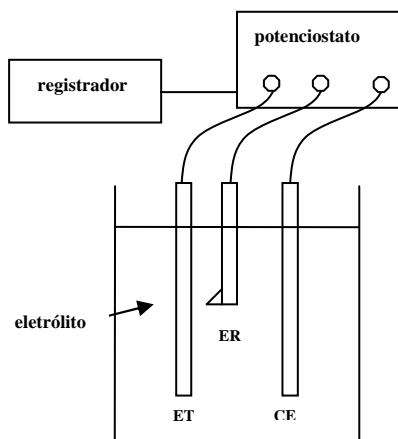 potenciostato
registrador
eletrólito
ER
ET
CE